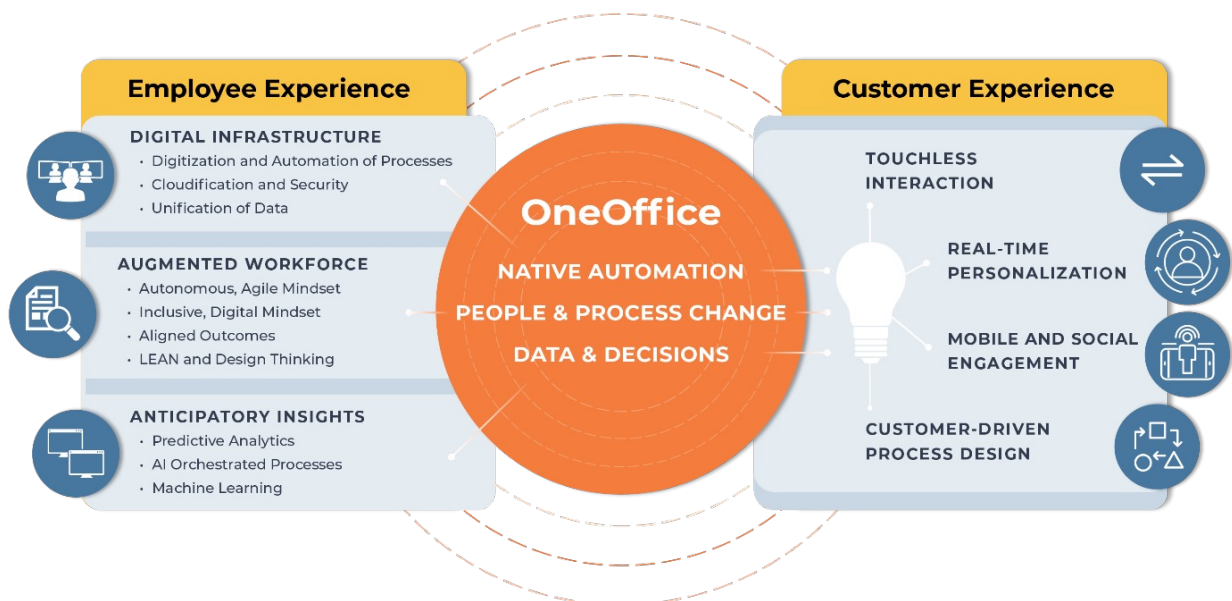 Employee Experience
DIGITAL INFRASTRUCTURE
• Digitization and Automation of Processes
• Cloudification and Security
• Unification of Data
AUGMENTED WORKFORCE
• Autonomous, Agile Mindset
• Inclusive, Digital Mindset
• Aligned Outcomes
• LEAN and Design Thinking
ANTICIPATORY INSIGHTS
• Predictive Analytics
• AI Orchestrated Processes
• Machine Learning
OneOffice
NATIVE AUTOMATION
PEOPLE & PROCESS CHANGE
DATA & DECISIONS
Customer Experience
TOUCHLESS
INTERACTION
REAL-TIME
PERSONALIZATION
MOBILE AND SOCIAL
ENGAGEMENT
CUSTOMER-DRIVEN
PROCESS DESIGN